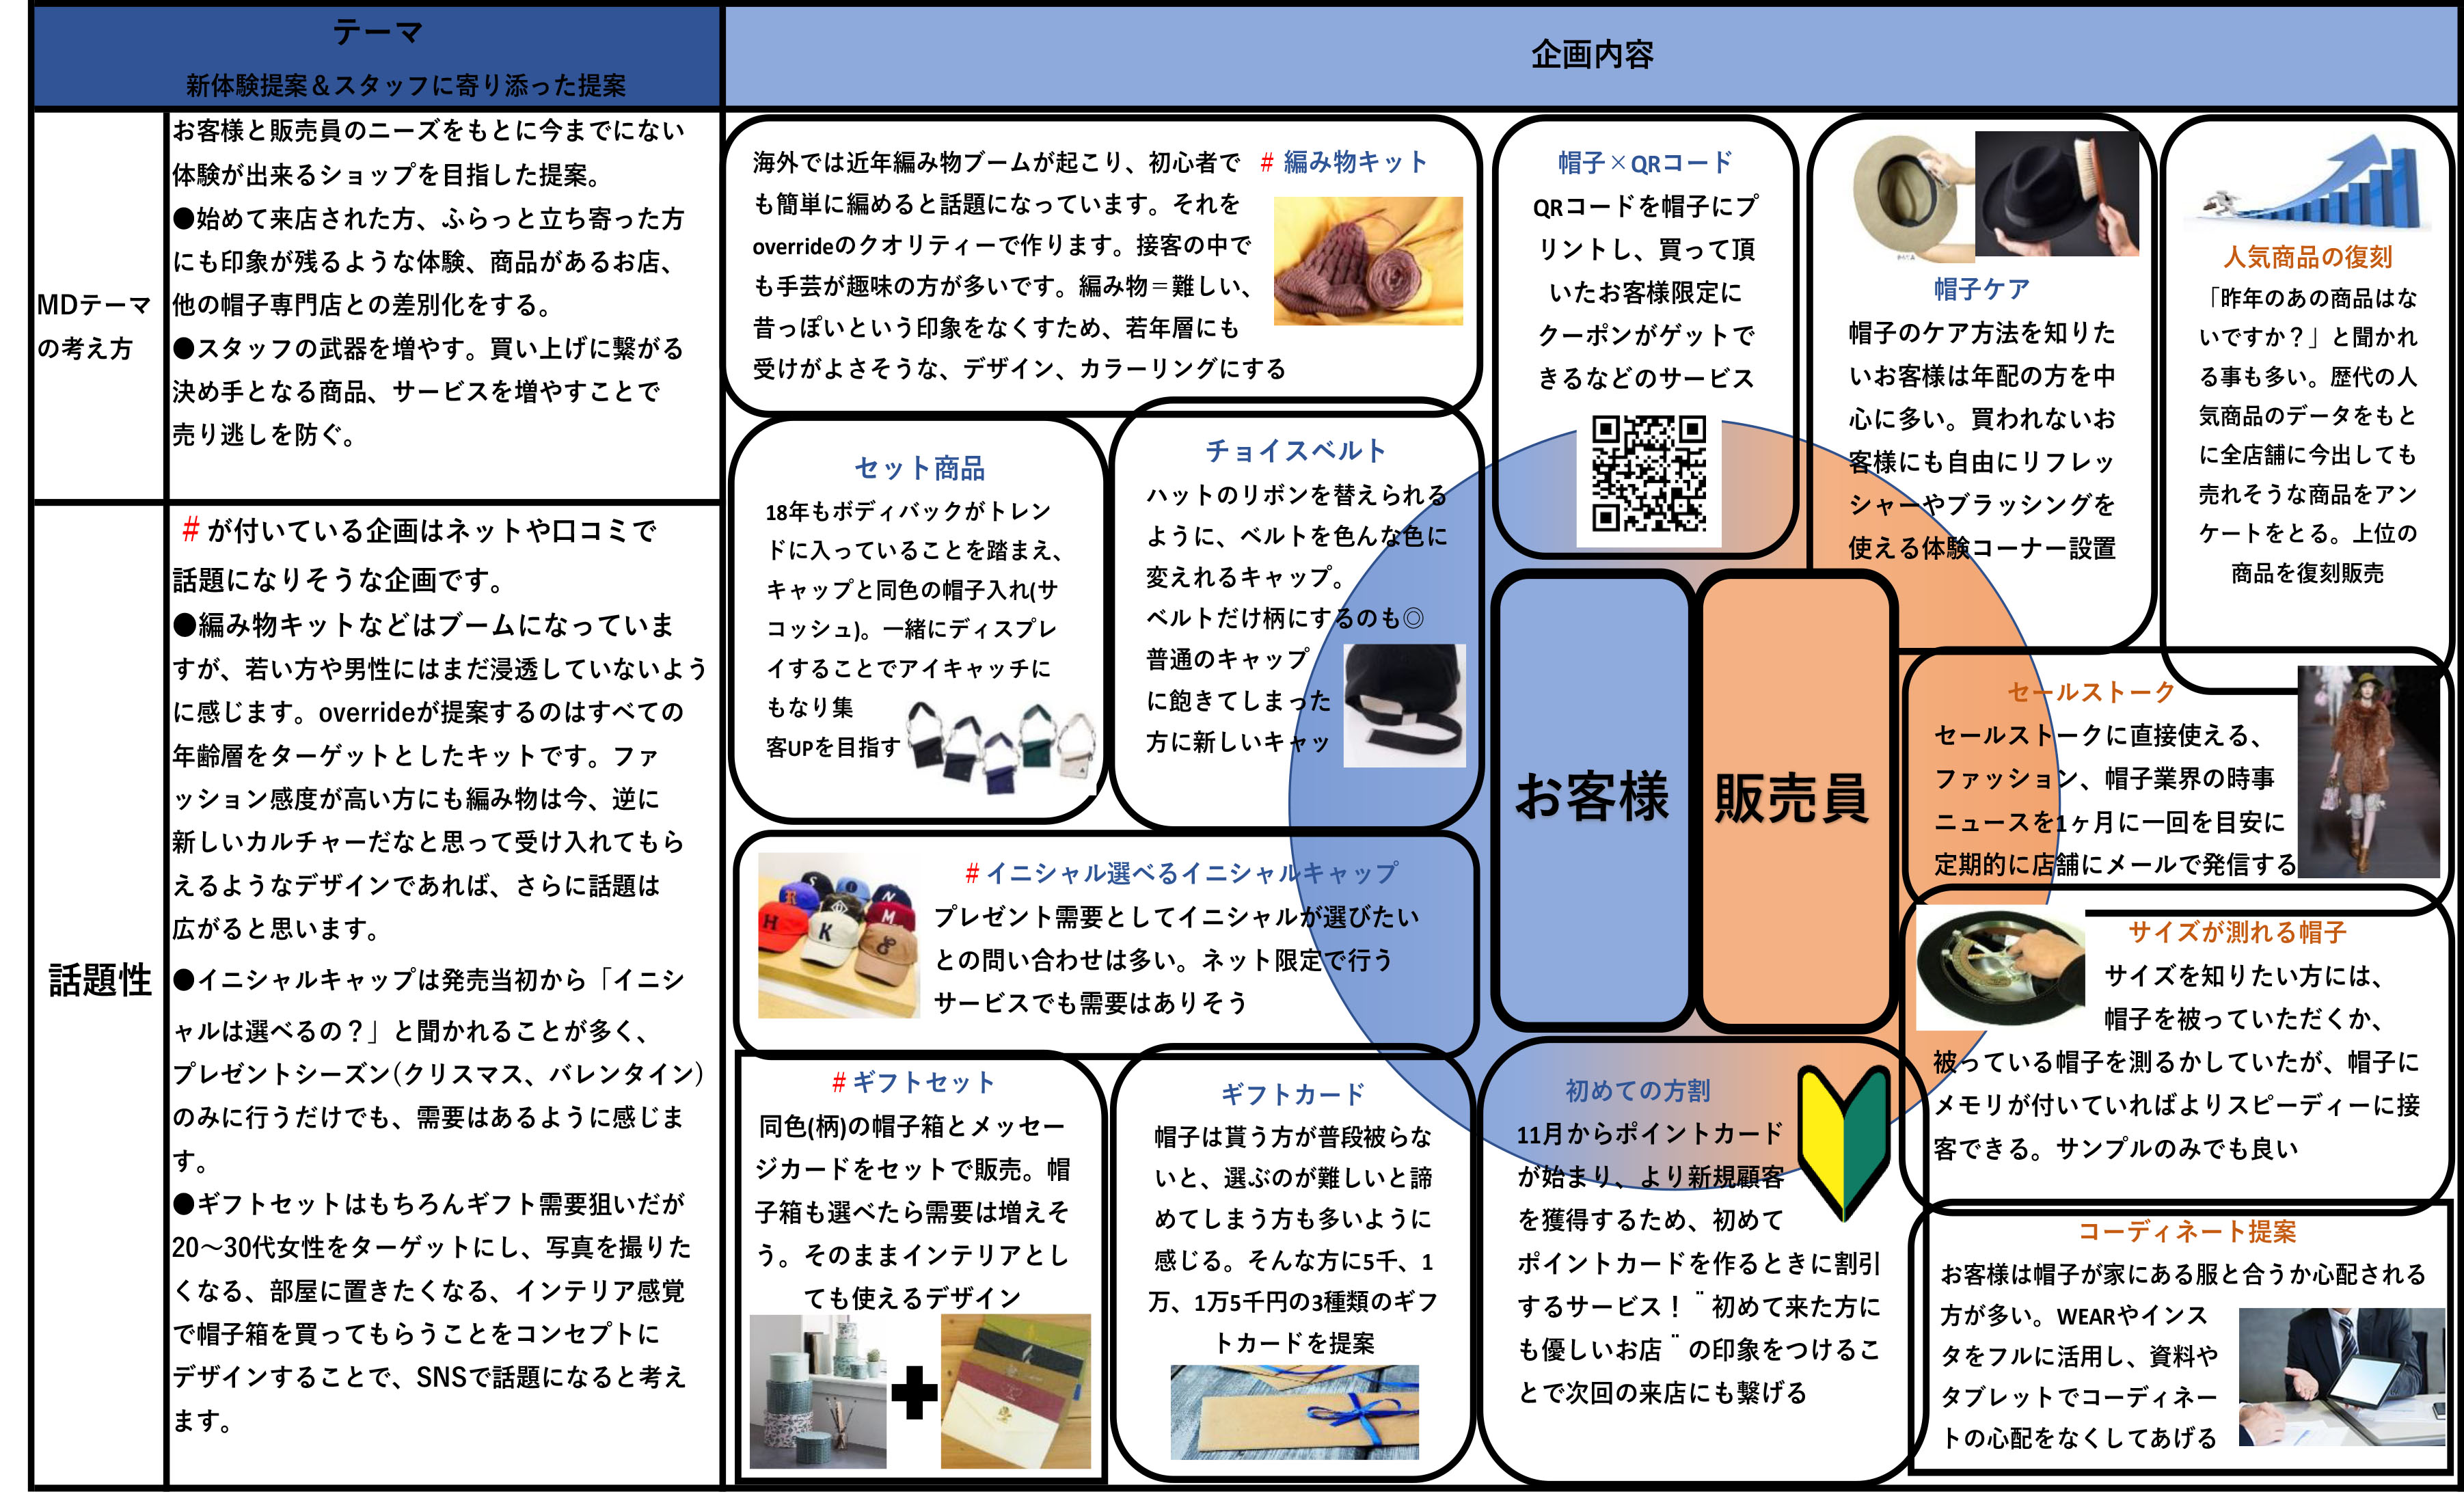 テーマ
新体験提案＆スタッフに寄り添った提案
企画内容
MDテーマ
の考え方
お客様と販売員のニーズをもとに今までにない
体験が出来るショップを目指した提案。
●始めて来店された方、ふらっと立ち寄った方
にも印象が残るような体験、商品があるお店、
他の帽子専門店との差別化をする。
●スタッフの武器を増やす。買い上げに繋がる
決め手となる商品、サービスを増やすことで
売り逃しを防ぐ。
話題性
＃が付いている企画はネットや口コミで
話題になりそうな企画です。
●編み物キットなどはブームになっていま
すが、若い方や男性にはまだ浸透していないよう
に感じます。overrideが提案するのはすべての
年齢層をターゲットとしたキットです。ファ
ッション感度が高い方にも編み物は今、逆に
新しいカルチャーだなと思って受け入れてもら
えるようなデザインであれば、さらに話題は
広がると思います。
●イニシャルキャップは発売当初から「イニシ
ャルは選べるの？」と聞かれることが多く、
プレゼントシーズン(クリスマス、バレンタイン)
のみに行うだけでも、需要はあるように感じま
す。
●ギフトセットはもちろんギフト需要狙いだが
20～30代女性をターゲットにし、写真を撮りた
くなる、部屋に置きたくなる、インテリア感覚
で帽子箱を買ってもらうことをコンセプトに
デザインすることで、SNSで話題になると考え
ます。
＃編み物キット
海外では近年編み物ブームが起こり、初心者で
も簡単に編めると話題になっています。それを
overrideのクオリティーで作ります。接客の中で
も手芸が趣味の方が多いです。編み物＝難しい、
昔っぽいという印象をなくすため、若年層にも
受けがよさそうな、デザイン、カラーリングにする
帽子×QRコード
QRコードを帽子にプ
リントし、買って頂
いたお客様限定に
クーポンがゲットで
きるなどのサービス
帽子ケア
帽子のケア方法を知りた
いお客様は年配の方を中
心に多い。買われないお
客様にも自由にリフレッ
シャーやブラッシングを
使える体験コーナー設置
人気商品の復刻
「昨年のあの商品はな
いですか？」と聞かれ
る事も多い。歴代の人
気商品のデータをもと
に全店舗に今出しても
売れそうな商品をアン
ケートをとる。上位の
商品を復刻販売
セット商品
18年もボディバックがトレン
ドに入っていることを踏まえ、
キャップと同色の帽子入れ(サ
コッシュ)。一緒にディスプレ
イすることでアイキャッチに
もなり集
客UPを目指す
チョイスベルト
ハットのリボンを替えられる
ように、ベルトを色んな色に
変えれるキャップ。
ベルトだけ柄にするのも◎
普通のキャップ
に飽きてしまった
方に新しいキャッ
お客様
販売員
セールストーク
セールストークに直接使える、
ファッション、帽子業界の時事
ニュースを1ヶ月に一回を目安に
定期的に店舗にメールで発信する
＃イニシャル選べるイニシャルキャップ
プレゼント需要としてイニシャルが選びたい
との問い合わせは多い。ネット限定で行う
サービスでも需要はありそう
S
N
R
M
H
K
サイズが測れる帽子
サイズを知りたい方には、
帽子を被っていただくか、
被っている帽子を測るかしていたが、帽子に
メモリが付いていればよりスピーディーに接
客できる。サンプルのみでも良い
＃ギフトセット
同色(柄)の帽子箱とメッセー
ジカードをセットで販売。帽
子箱も選べたら需要は増えそ
う。そのままインテリアとし
ても使えるデザイン
ギフトカード
帽子は貰う方が普段被らな
いと、選ぶのが難しいと諦
めてしまう方も多いように
感じる。そんな方に5千、1
万、1万5千円の3種類のギフ
トカードを提案
初めての方割
11月からポイントカード
が始まり、より新規顧客
を獲得するため、初めて
ポイントカードを作るときに割引
するサービス！¨初めて来た方に
も優しいお店¨の印象をつけるこ
とで次回の来店にも繋げる
コーディネート提案
お客様は帽子が家にある服と合うか心配される
方が多い。WEARやインス
タをフルに活用し、資料や
タブレットでコーディネー
トの心配をなくしてあげる